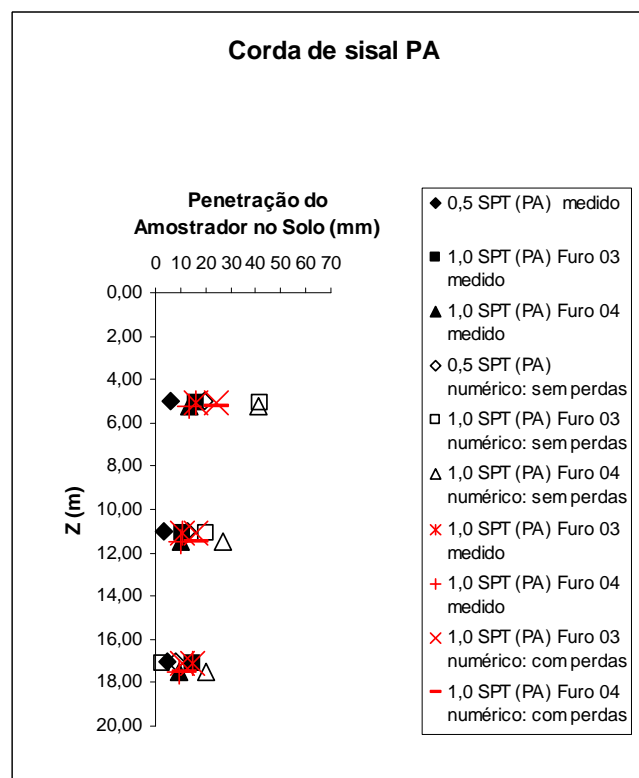 Corda de sisal PA
Penetração do
Amostrador no Solo (mm)
0 10 20 30 40 50 60 70
0,00
2,00
4,00
6,00
8,00
10,00
12,00
14,00
16,00
18,00
20,00
Z (m)
0,5 SPT (PA) medido
1,0 SPT (PA) Furo 03
medido
1,0 SPT (PA) Furo 04
medido
0,5 SPT (PA)
numérico: sem perdas
1,0 SPT (PA) Furo 03
numérico: sem perdas
1,0 SPT (PA) Furo 04
numérico: sem perdas
1,0 SPT (PA) Furo 03
medido
1,0 SPT (PA) Furo 04
medido
1,0 SPT (PA) Furo 03
numérico: com perdas
1,0 SPT (PA) Furo 04
numérico: com perdas